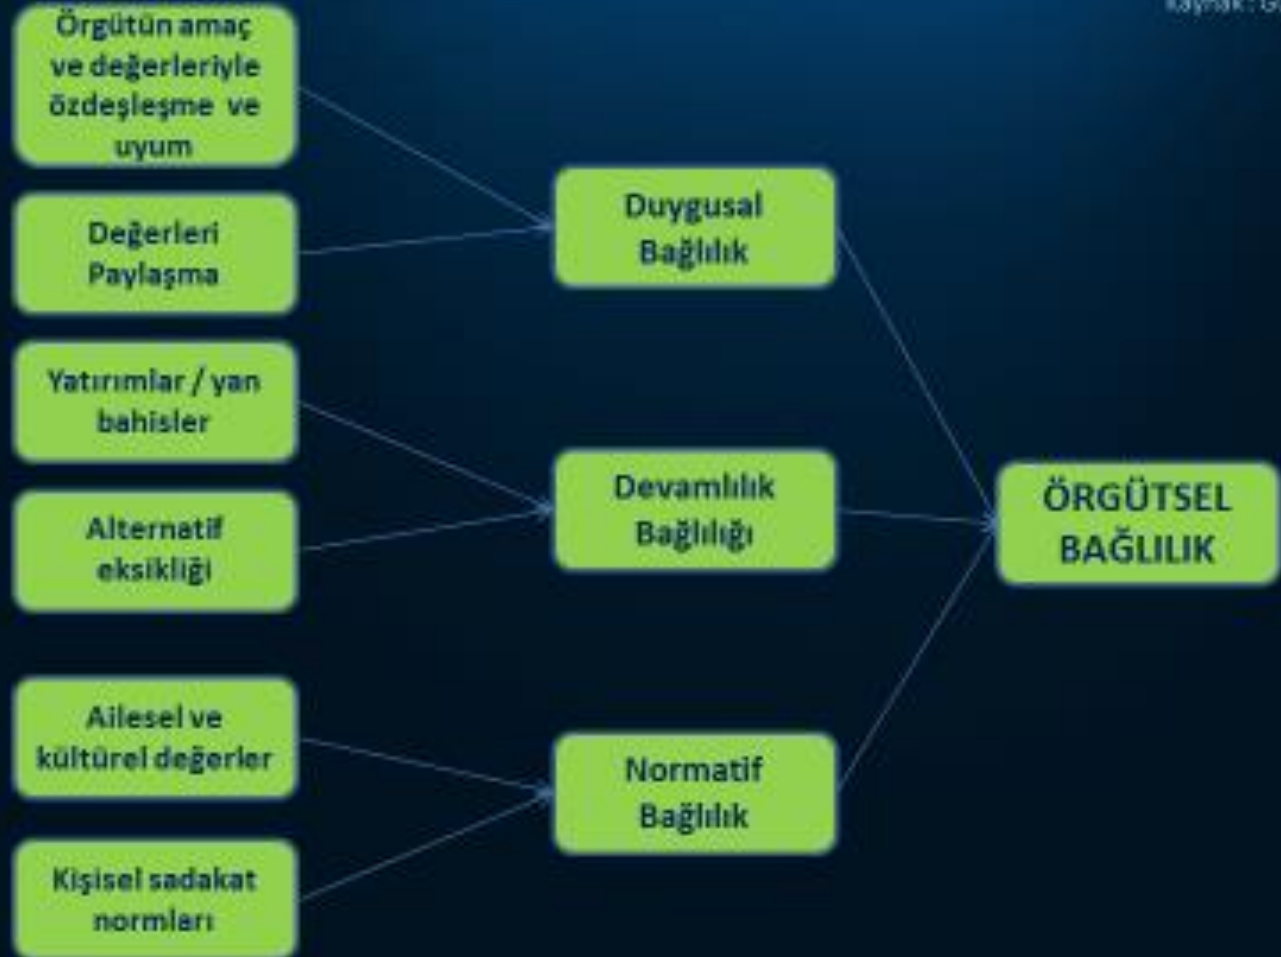 Kaynak : G
Örgütün amaç
ve değerleriyle
özdeşleşme ve
uyum
Değerleri
Paylaşma
Yatırımlar / yan
bahisler
Alternatif
eksikliği
Ailesel ve
kültürel değerler
Kişisel sadakat
normları
Duygusal
Bağlılık
Devamlılık
Bağlılığı
Normatif
Bağlılık
ÖRGÜTSEL
BAĞLILIK